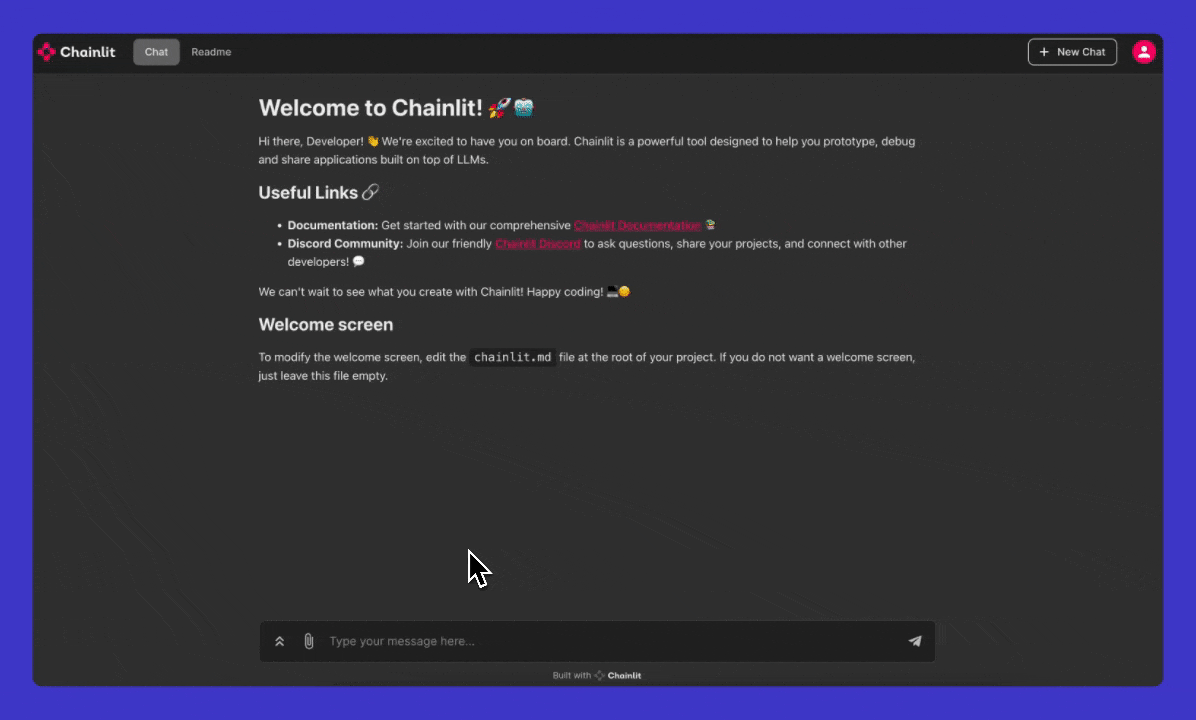 Chainlit Chat Readme + New Chat
Welcome to Chainlit! 🚀🤖
Hi there, Developer! 👋 We're excited to have you on board. Chainlit is a powerful tool designed to help you prototype, debug
and share applications built on top of LLMs.
Useful Links 🔗
• Documentation: Get started with our comprehensive Chainlit Documentation 📚
• Discord Community: Join our friendly Chainlit Discord to ask questions, share your projects, and connect with other
developers! 💬
We can't wait to see what you create with Chainlit! Happy coding! 💻😊
Welcome screen
To modify the welcome screen, edit the chainlit.md file at the root of your project. If you do not want a welcome screen,
just leave this file empty.
Type your message here...
Built with Chainlit